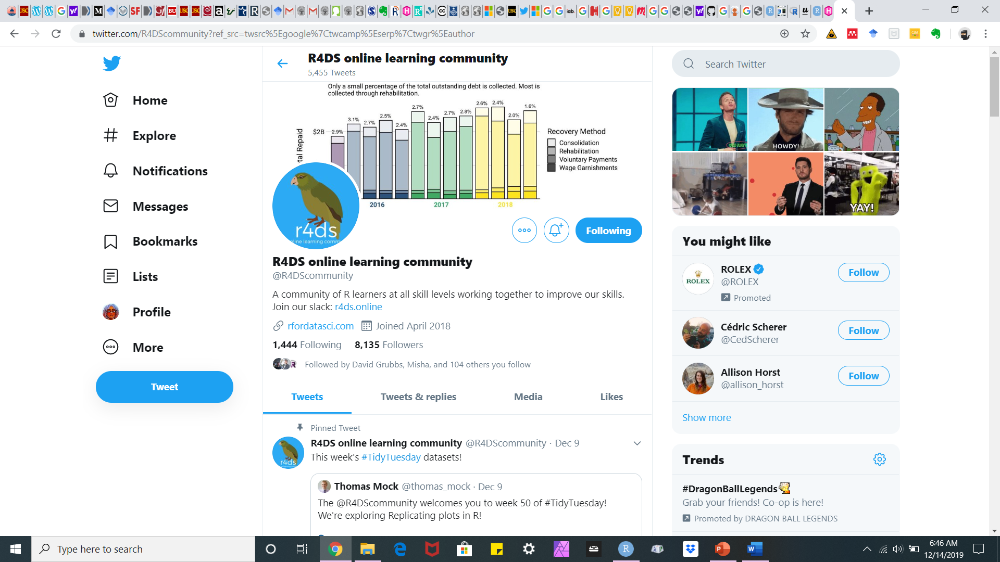 twitter.com/R4DScommunity?ref_src=twsrc%5Egoogle%7Ctwcamp%5Eserp%7Ctwgr%5Eauthor
Home
Explore
Notifications
Messages
Bookmarks
Lists
Profile
More
Tweet
R4DS online learning community
5,455 Tweets
Only a small percentage of the total outstanding debt is collected. Most is
collected through rehabilitation.
tal Repaid
$2B
2.9%
3.1%
2.7%
2.5%
2.4%
2.7%
2.4%
2.7%
2.8%
2.6%
2.4%
2.0%
1.6%
Recovery Method
Consolidation
Rehabilitation
Voluntary Payments
Wage Garnishments
2016
2017
2018
r4ds
line learning comm
Following
R4DS online learning community
@R4DScommunity
A community of R learners at all skill levels working together to improve our skills.
Join our slack: r4ds.online
rfordatasci.com Joined April 2018
1,444 Following 8,135 Followers
Followed by David Grubbs, Misha, and 104 others you follow
Tweets
Tweets & replies
Media
Likes
Pinned Tweet
R4DS online learning community @R4DScommunity · Dec 9
r4ds
This week's #TidyTuesday datasets!
Thomas Mock @thomas_mock · Dec 9
The @R4DScommunity welcomes you to week 50 of #TidyTuesday!
We're exploring Replicating plots in R!
Search Twitter
HOWDY!
YAY!
You might like
ROLEX
ROLEX
@ROLEX
Promoted
Follow
Cédric Scherer
@CedScherer
Follow
Allison Horst
@allison_horst
Follow
Show more
Trends
#DragonBallLegends
Grab your friends! Co-op is here!
Promoted by DRAGON BALL LEGENDS
Type here to search
6:46 AM
12/14/2019